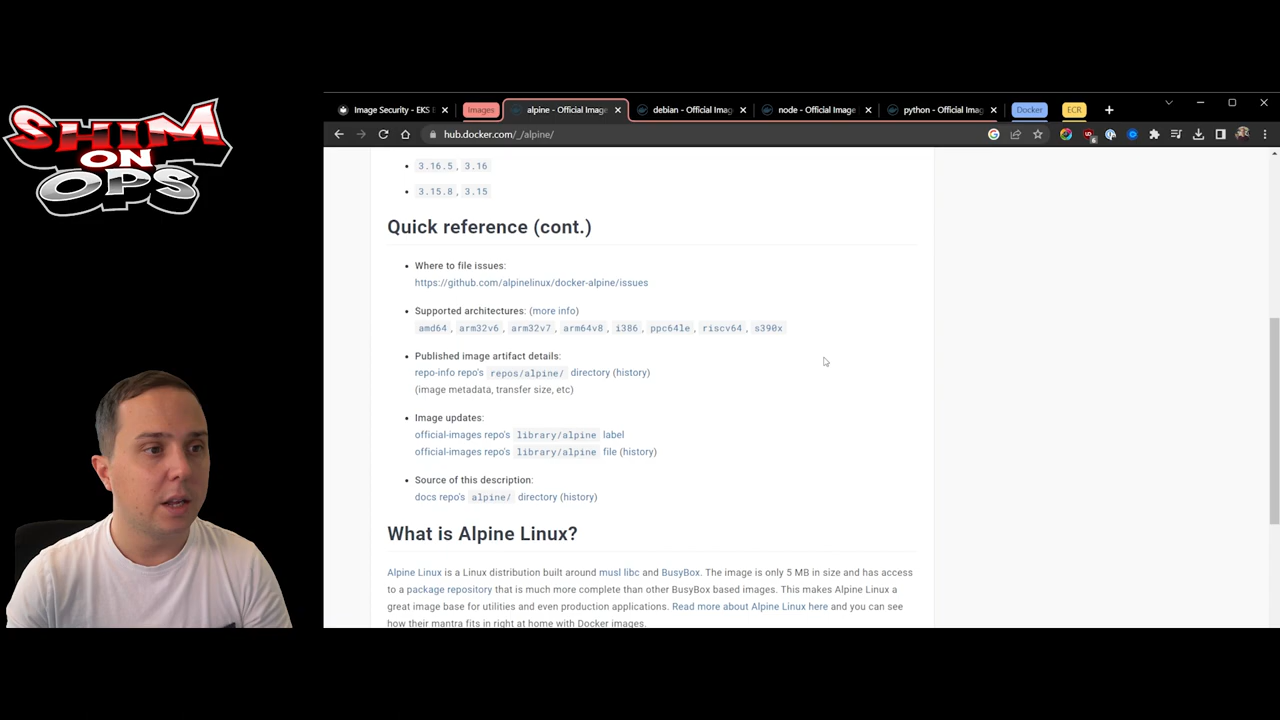 SHIM
ON
OPS
Image Security - EKS B
Images
alpine - Official Image
debian - Official Imag
node - Official Image
python - Official Imag
Docker
ECR
hub.docker.com/_/alpine/
3.16.5, 3.16
3.15.8, 3.15
Quick reference (cont.)
Where to file issues:
https://github.com/alpinelinux/docker-alpine/issues
Supported architectures: (more info)
amd64, arm32v6, arm32v7, arm64v8, i386, ppc64le, riscv64, s390x
Published image artifact details:
repo-info repo's repos/alpine/ directory (history)
(image metadata, transfer size, etc)
Image updates:
official-images repo's library/alpine label
official-images repo's library/alpine file (history)
Source of this description:
docs repo's alpine/ directory (history)
What is Alpine Linux?
Alpine Linux is a Linux distribution built around musl libc and BusyBox. The image is only 5 MB in size and has access
to a package repository that is much more complete than other BusyBox based images. This makes Alpine Linux a
great image base for utilities and even production applications. Read more about Alpine Linux here and you can see
how their mantra fits in right at home with Docker images.